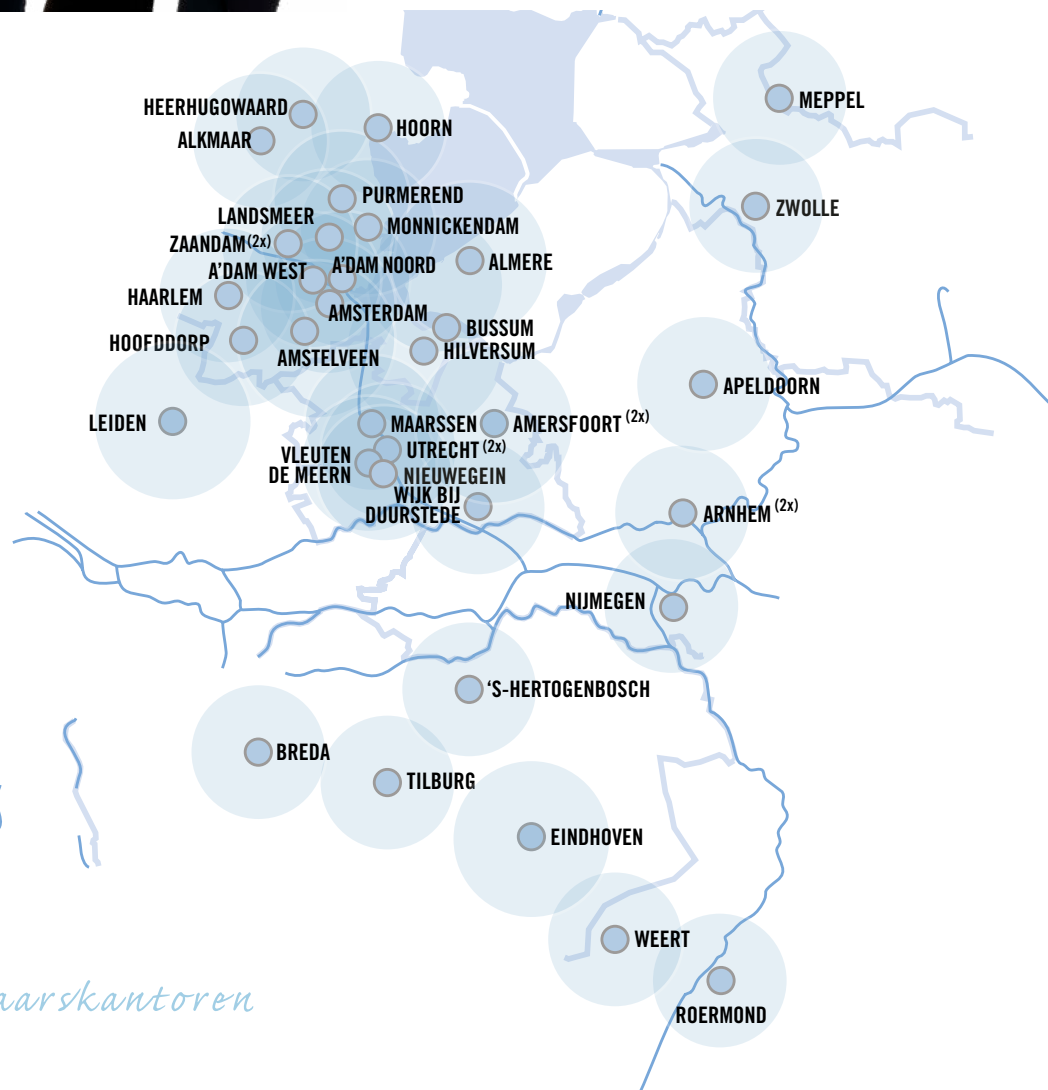 HEERHUGOWAARD
MEPPEL
HOORN
ALKMAAR
PURMEREND
ZWOLLE
LANDSMEER
MONNICKENDAM
ZAANDAM (2x)
A'DAM WEST
A'DAM NOORD
ALMERE
HAARLEM
AMSTERDAM
BUSSUM
HOOFDDORP
HILVERSUM
AMSTELVEEN
APELDOORN
LEIDEN
MAARSSEN
AMERSFOORT (2x)
UTRECHT (2x)
VLEUTEN
DE MEERN
NIEUWEGEIN
WIJK BIJ
DUURSTEDE
ARNHEM (2x)
NIJMEGEN
'S-HERTOGENBOSCH
BREDA
TILBURG
EINDHOVEN
WEERT
aarskantoren
ROERMOND